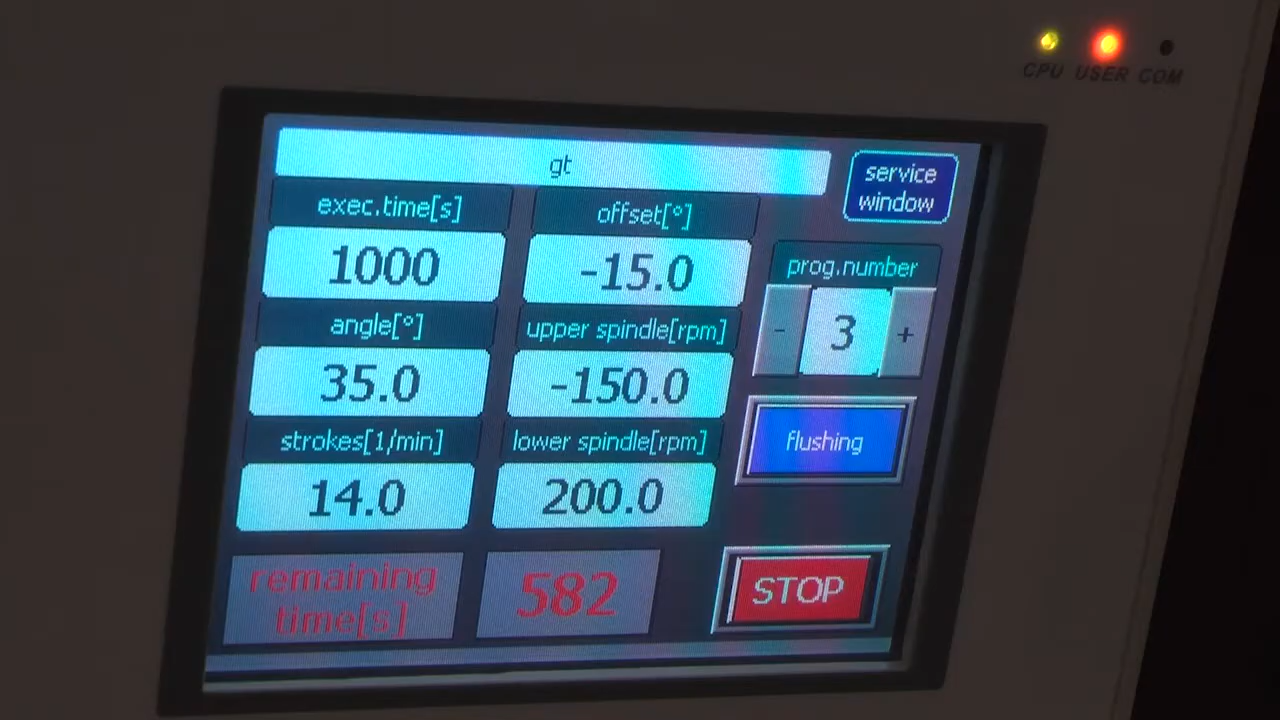 CPU USER COM
gt
service
window
exec.time[s]
offset[°]
1000
-15.0
prog.number
- 3 +
angle[°]
upper spindle[rpm]
35.0
-150.0
flushing
strokes[1/min]
lower spindle[rpm]
14.0
200.0
remaining
time[s]
582
STOP